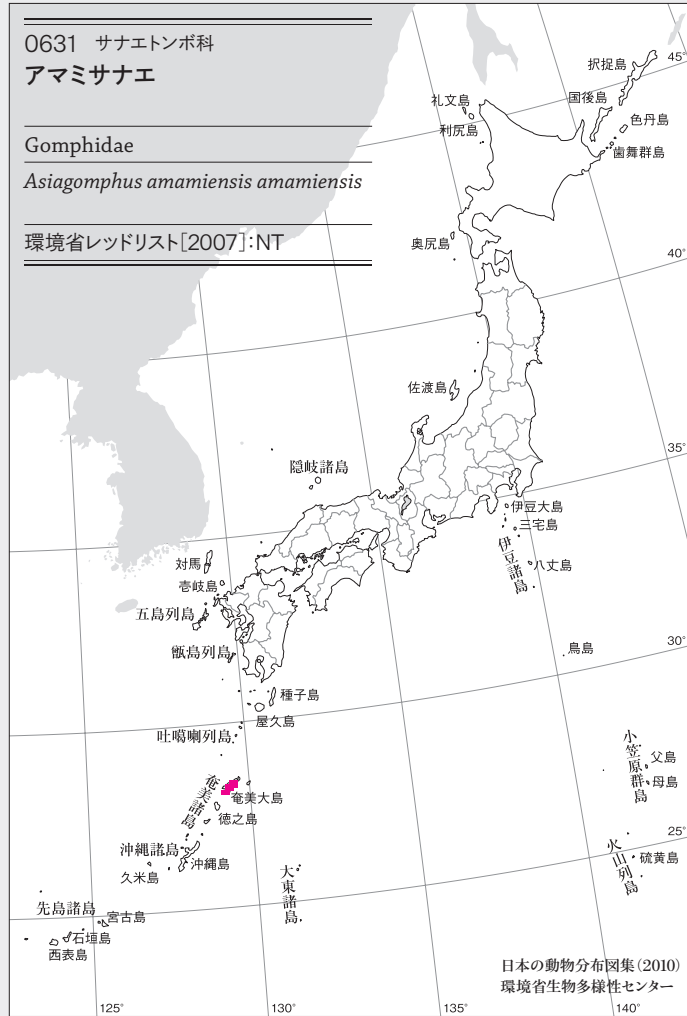 0631 サナエトンボ科
アマミサナエ
Gomphidae
Asiagomphus amamiensis amamiensis
環境省レッドリスト[2007]:NT
択捉島
45°
国後島
礼文島
色丹島
利尻島
歯舞群島
奥尻島
40°
佐渡島
35°
隠岐諸島
伊豆大島
三宅島
伊豆諸島
八丈島
対馬
壱岐島
五島列島
甑島列島
鳥島
30°
種子島
屋久島
吐噶喇列島
小笠原群島
父島
母島
奄美諸島
奄美大島
徳之島
25°
沖縄諸島
沖縄島
久米島
火山列島
硫黄島
大東諸島
先島諸島
宮古島
石垣島
西表島
日本の動物分布図集(2010)
環境省生物多様性センター
125°
130°
135°
140°